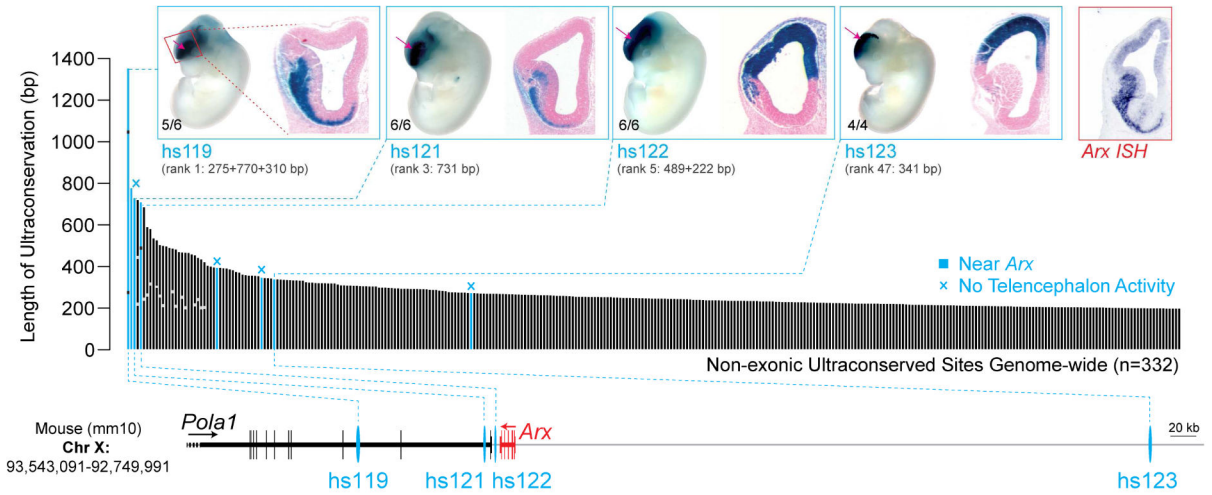 Length of Ultraconservation (bp)
1400
1200
1000
800
600
400
200
0
5/6
6/6
6/6
4/4
hs119
(rank 1: 275+770+310 bp)
hs121
(rank 3: 731 bp)
hs122
(rank 5: 489+222 bp)
hs123
(rank 47: 341 bp)
Arx ISH
×
×
×
×
Near Arx
× No Telencephalon Activity
Non-exonic Ultraconserved Sites Genome-wide (n=332)
Mouse (mm10)
Chr X:
93,543,091-92,749,991
Pola1
Arx
20 kb
hs119
hs121
hs122
hs123